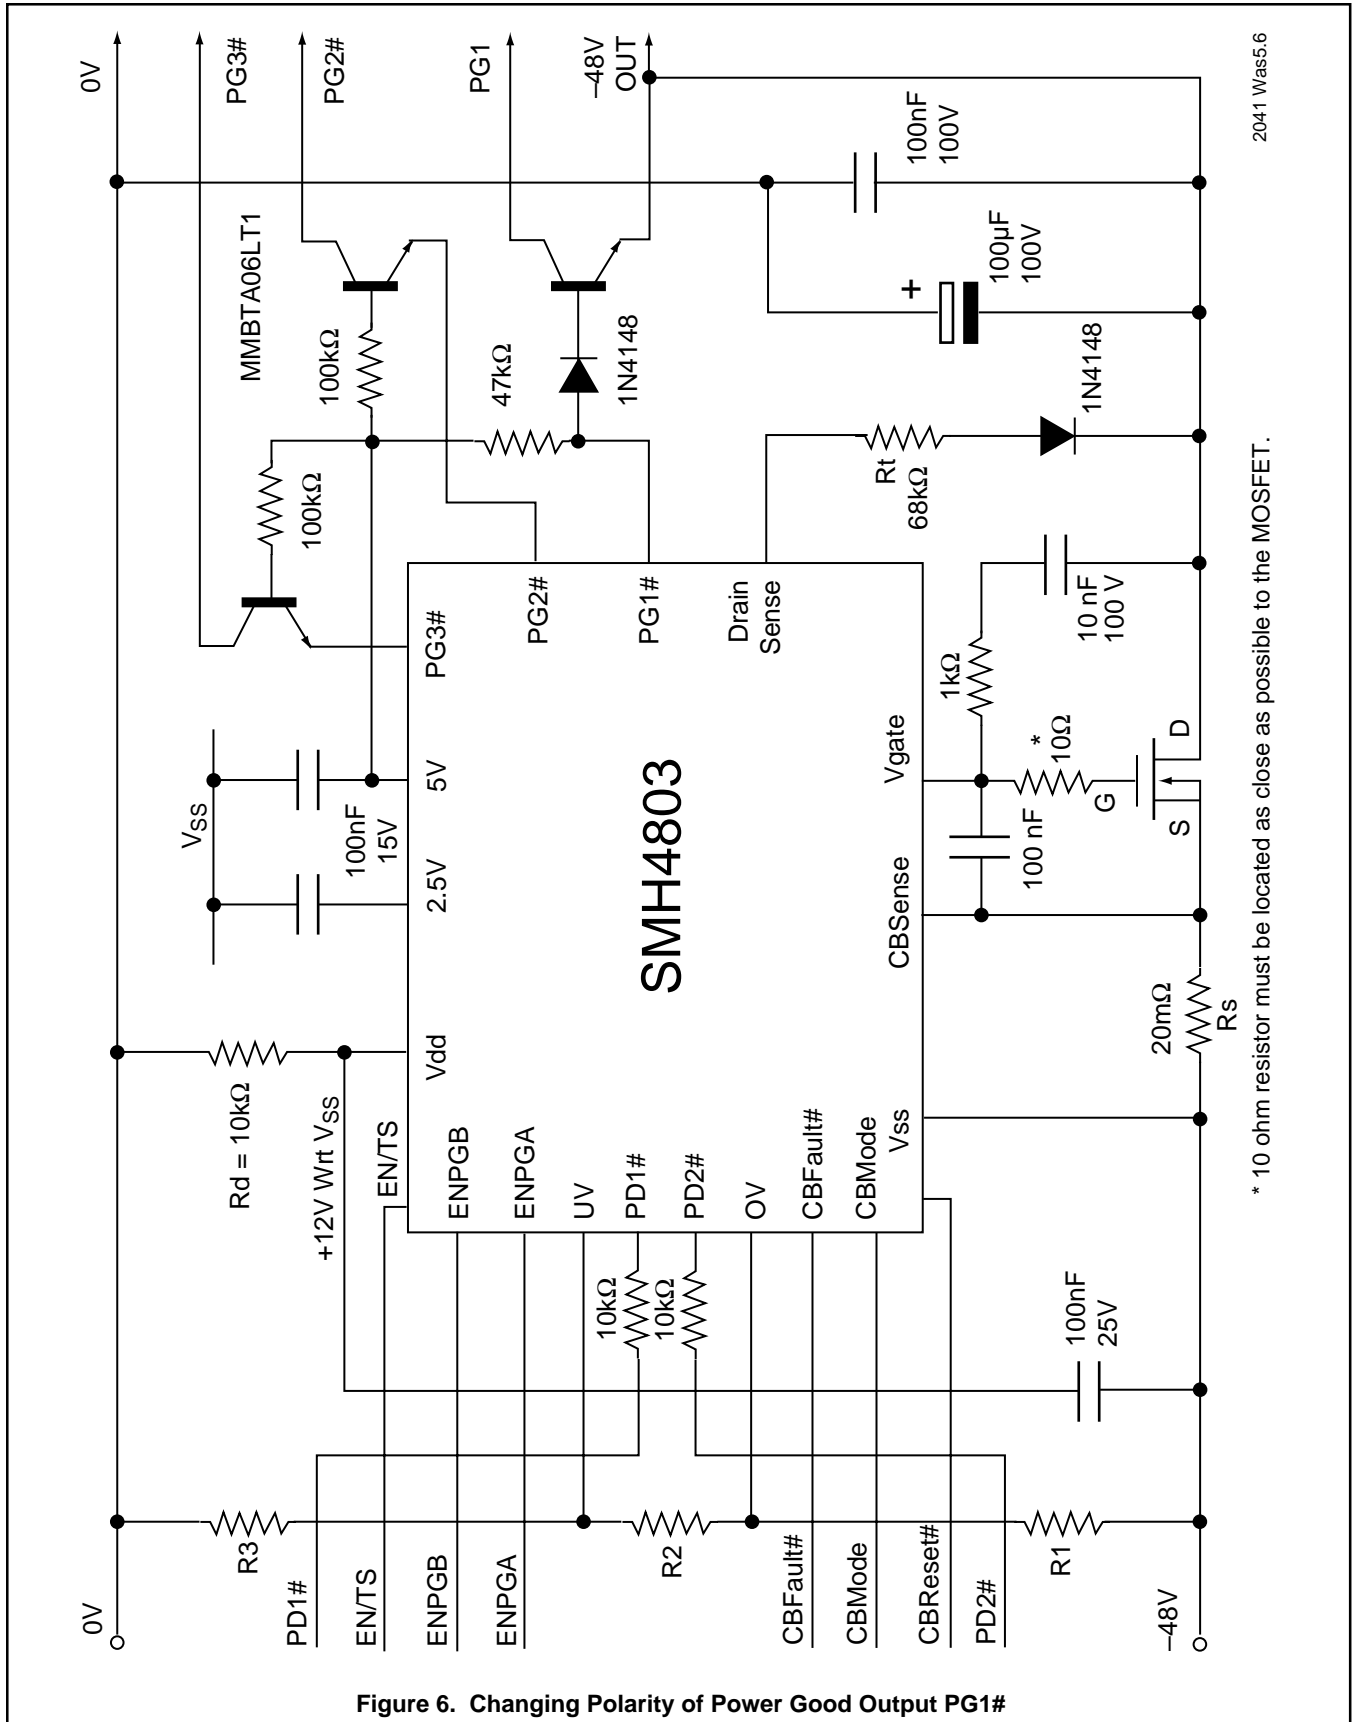 0V
PG3#
PG2#
PG1
–48V
OUT
2041 Was5.6
MMBTA06LT1
100nF
100V
100µF
100V
+
100kΩ
47kΩ
1N4148
1N4148
100kΩ
Rt
68kΩ
PG3#
PG2#
PG1#
Drain
Sense
10 nF
100 V
1kΩ
VSS
100nF
15V
5V
2.5V
SMH4803
Vgate
*
10Ω
G
D
S
100 nF
CBSense
20mΩ
Rs
Rd = 10kΩ
+12V Wrt VSS
Vdd
EN/TS
ENPGB
ENPGA
UV
PD1#
PD2#
OV
CBFault#
CBMode
Vss
10kΩ
10kΩ
100nF
25V
R3
R2
R1
0V
PD1#
EN/TS
ENPGB
ENPGA
CBFault#
CBMode
CBReset#
PD2#
–48V
* 10 ohm resistor must be located as close as possible to the MOSFET.
Figure 6. Changing Polarity of Power Good Output PG1#